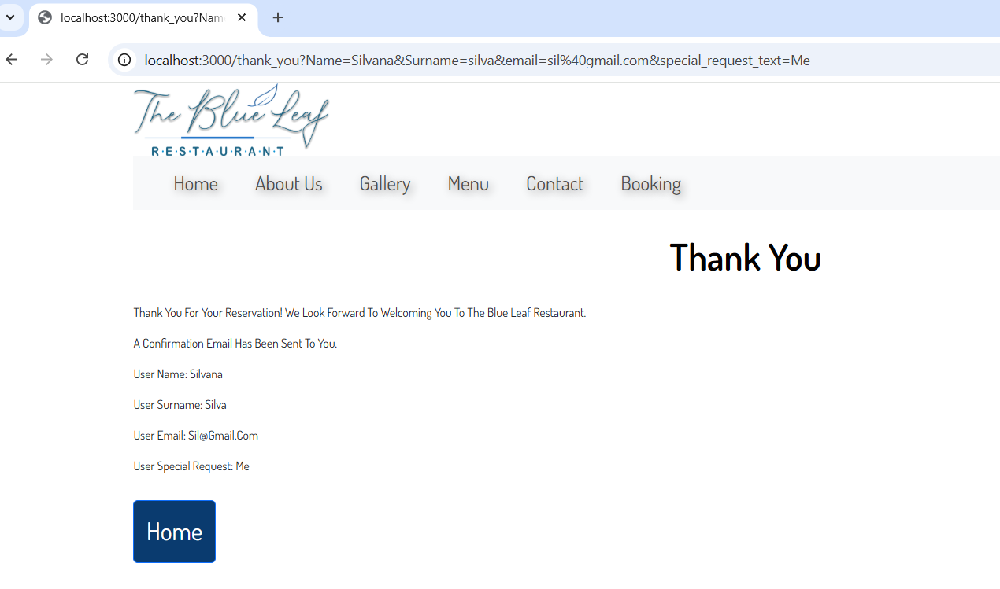 localhost:3000/thank_you?Nam
localhost:3000/thank_you?Name=Silvana&Surname=silva&email=sil%40gmail.com&special_request_text=Me
The Blue Leaf
R·E·S·T·A·U·R·A·N·T
Home About Us Gallery Menu Contact Booking
Thank You
Thank You For Your Reservation! We Look Forward To Welcoming You To The Blue Leaf Restaurant.
A Confirmation Email Has Been Sent To You.
User Name: Silvana
User Surname: Silva
User Email: Sil@Gmail.Com
User Special Request: Me
Home